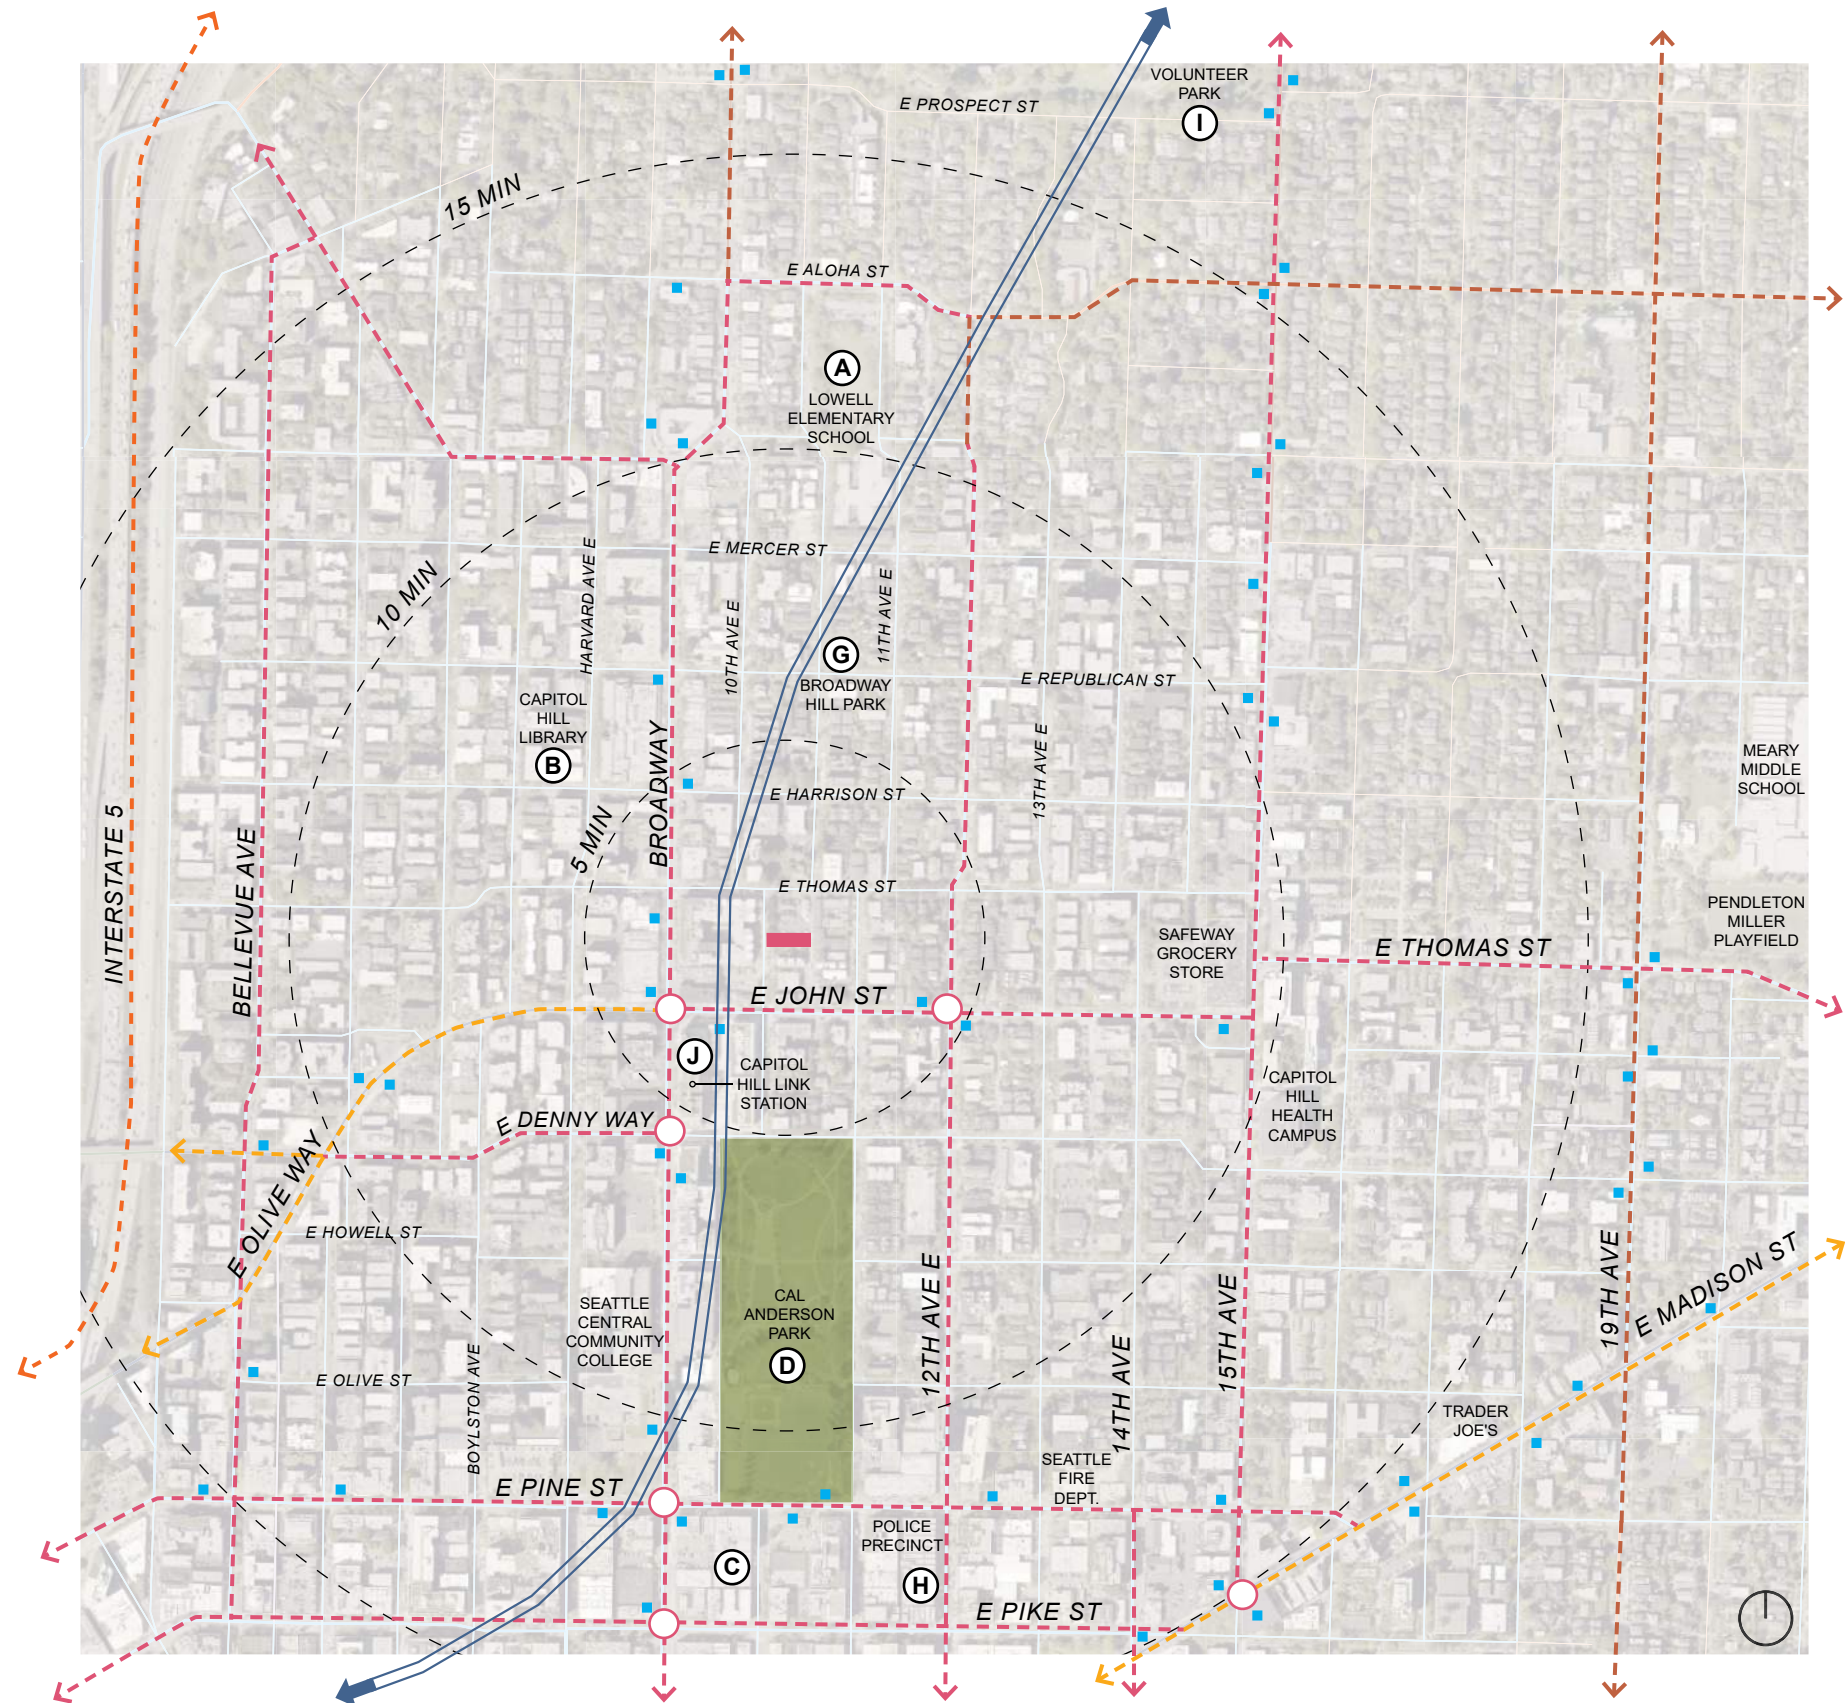 VOLUNTEER
PARK
I
E PROSPECT ST
15 MIN
E ALOHA ST
A
LOWELL
ELEMENTARY
SCHOOL
10 MIN
HARVARD AVE E
E MERCER ST
10TH AVE E
11TH AVE E
G
BROADWAY
HILL PARK
E REPUBLICAN ST
CAPITOL
HILL
LIBRARY
B
BROADWAY
13TH AVE E
MEARY
MIDDLE
SCHOOL
5 MIN
E HARRISON ST
INTERSTATE 5
BELLEVUE AVE
E THOMAS ST
PENDLETON
MILLER
PLAYFIELD
SAFEWAY
GROCERY
STORE
E THOMAS ST
E JOHN ST
J
CAPITOL
HILL LINK
STATION
CAPITOL
HILL
HEALTH
CAMPUS
E DENNY WAY
E OLIVE WAY
E HOWELL ST
SEATTLE
CENTRAL
COMMUNITY
COLLEGE
CAL
ANDERSON
PARK
D
12TH AVE E
14TH AVE
15TH AVE
19TH AVE
E MADISON ST
E OLIVE ST
BOYLSTON AVE
TRADER
JOE'S
E PINE ST
SEATTLE
FIRE
DEPT.
POLICE
PRECINCT
C
H
E PIKE ST